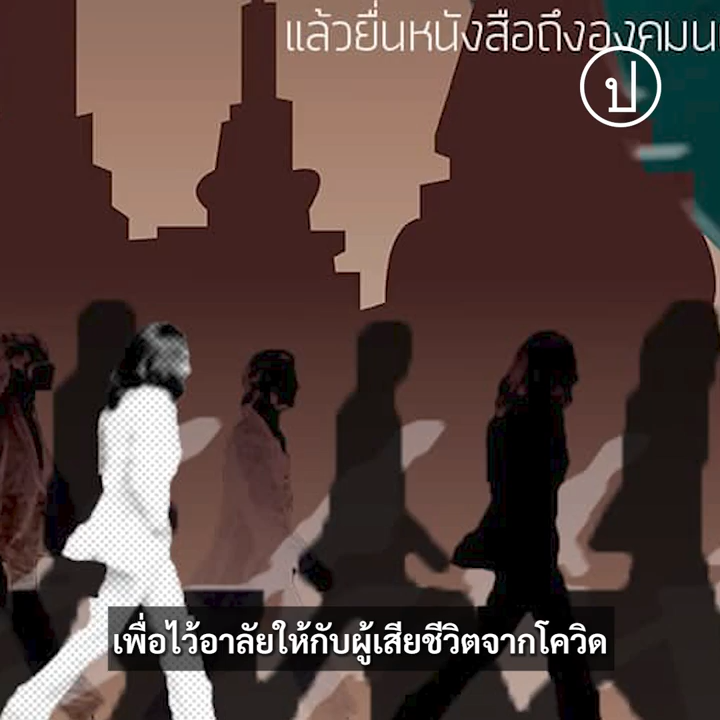 แล้วยื่นหนังสือถึงองคมน
ป
เพื่อไว้อาลัยให้กับผู้เสียชีวิตจากโควิด